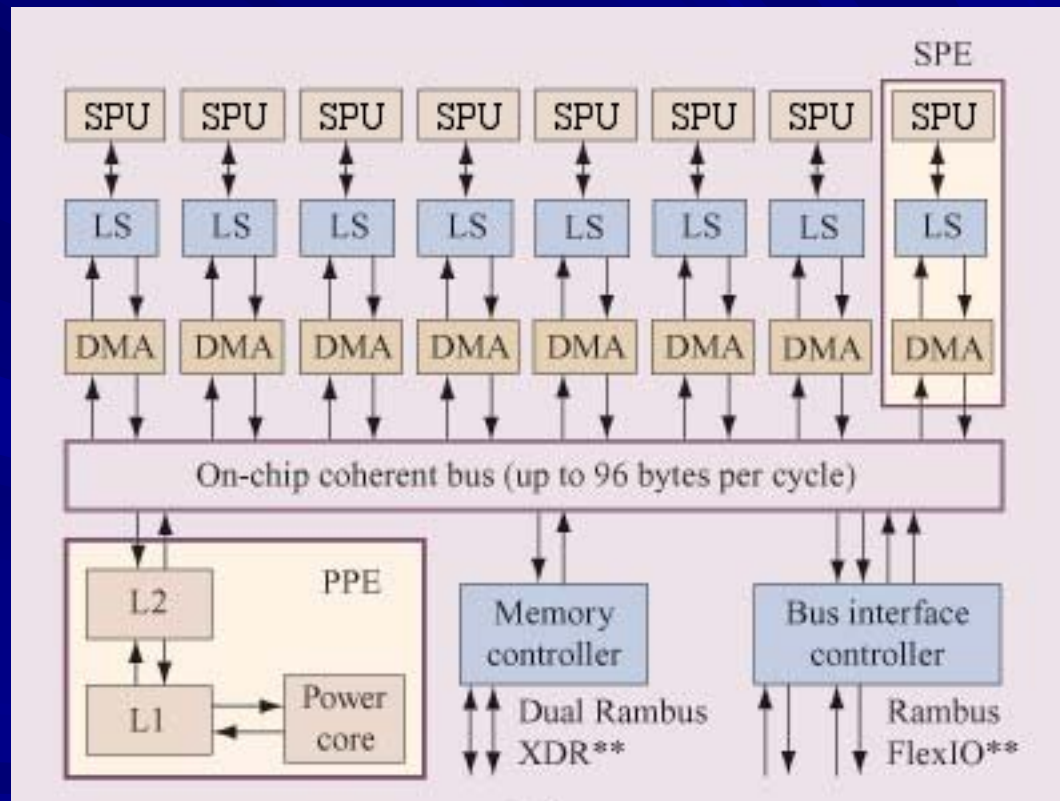 SPE
SPU SPU SPU SPU SPU SPU SPU SPU
LS LS LS LS LS LS LS LS
DMA DMA DMA DMA DMA DMA DMA DMA
On-chip coherent bus (up to 96 bytes per cycle)
PPE
L2
L1
Power
core
Memory
controller
Dual Rambus
XDR**
Bus interface
controller
Rambus
FlexIO**